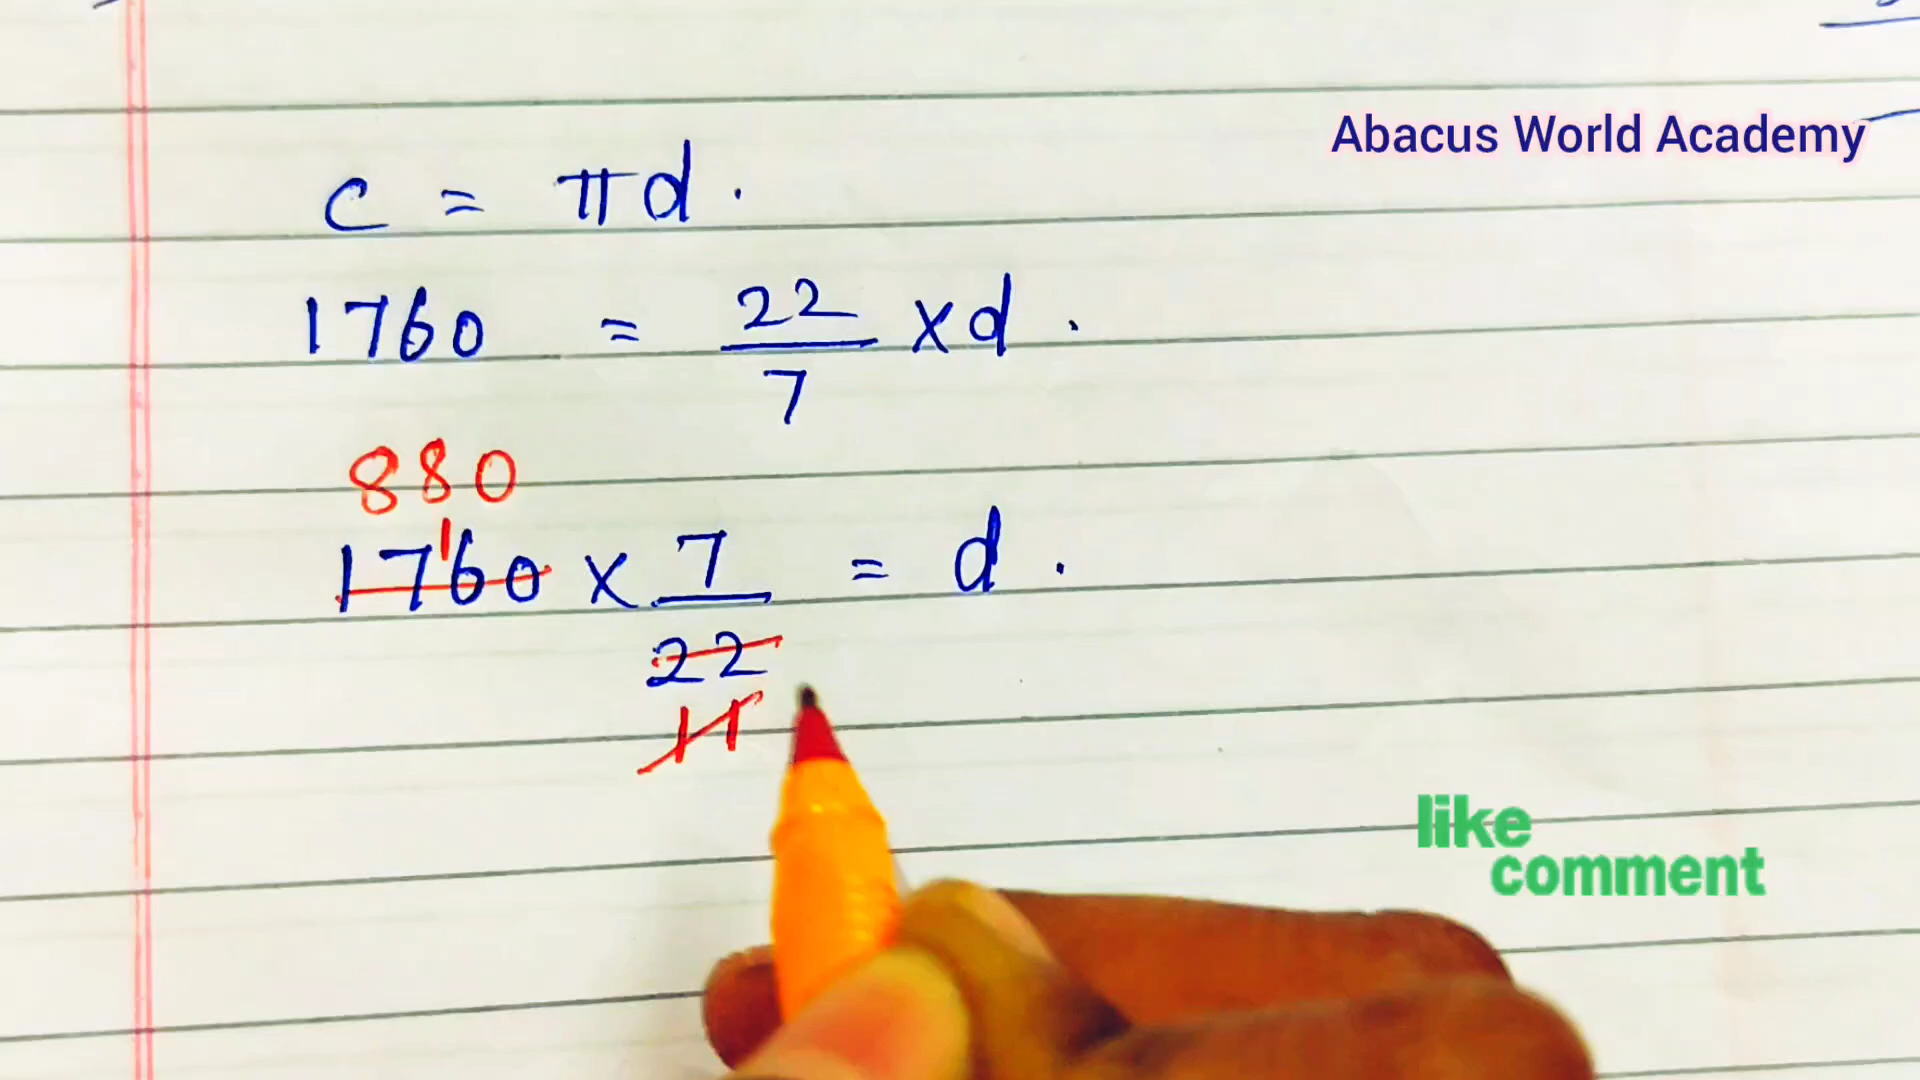 Abacus World Academy
c = πd.
1760 = 22/7 × d.
880
1760 × 7/22 = d.
11
like
comment